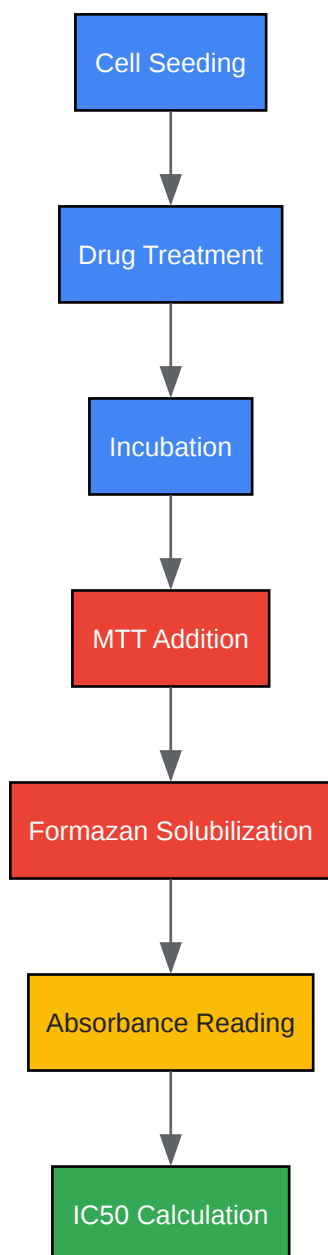 Cell Seeding
Drug Treatment
Incubation
MTT Addition
Formazan Solubilization
Absorbance Reading
IC50 Calculation